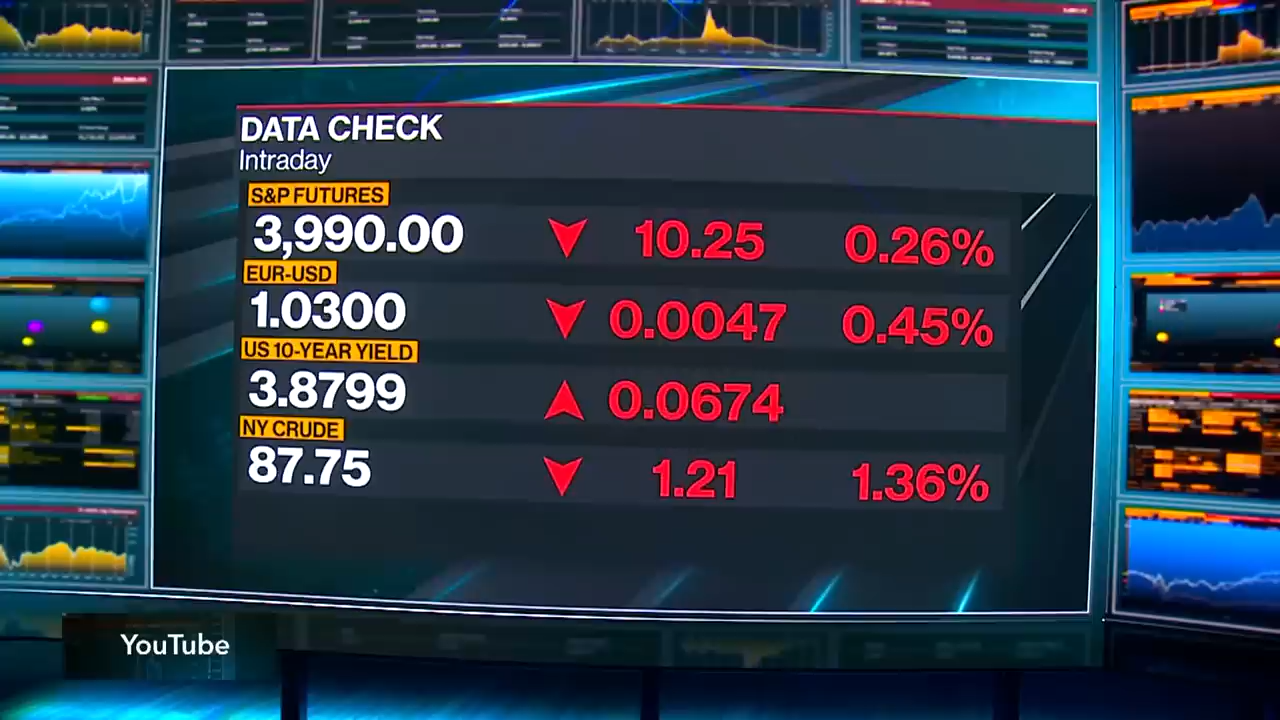 DATA CHECK
Intraday
S&P FUTURES
3,990.00 ▼ 10.25 0.26%
EUR-USD
1.0300 ▼ 0.0047 0.45%
US 10-YEAR YIELD
3.8799 ▲ 0.0674
NY CRUDE
87.75 ▼ 1.21 1.36%
YouTube